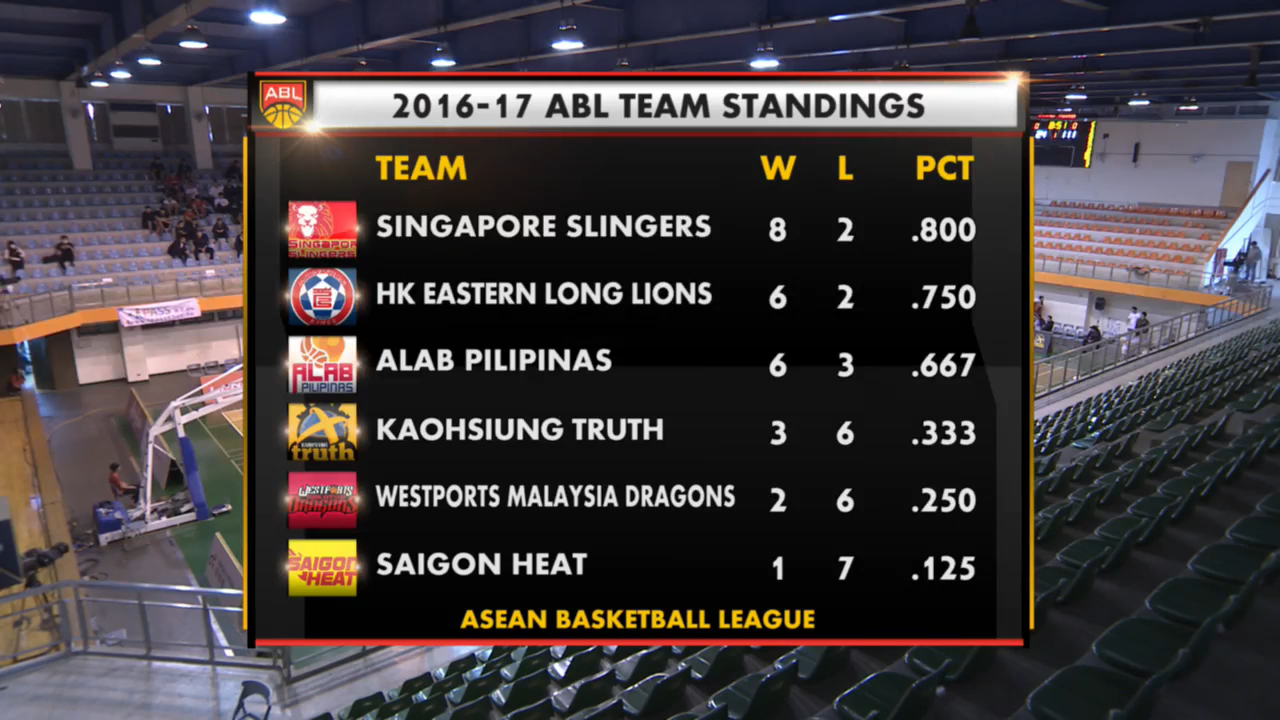 ABL
2016-17 ABL TEAM STANDINGS
TEAM W L PCT
SINGAPORE SLINGERS 8 2 .800
HK EASTERN LONG LIONS 6 2 .750
ALAB PILIPINAS 6 3 .667
KAOHSIUNG TRUTH 3 6 .333
WESTPORTS MALAYSIA DRAGONS 2 6 .250
SAIGON HEAT 1 7 .125
ASEAN BASKETBALL LEAGUE